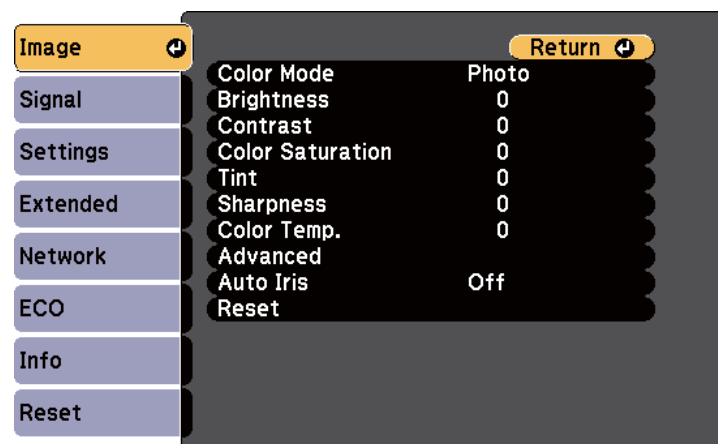 Image
Signal
Settings
Extended
Network
ECO
Info
Reset
Return
Color Mode Photo
Brightness 0
Contrast 0
Color Saturation 0
Tint 0
Sharpness 0
Color Temp. 0
Advanced
Auto Iris Off
Reset